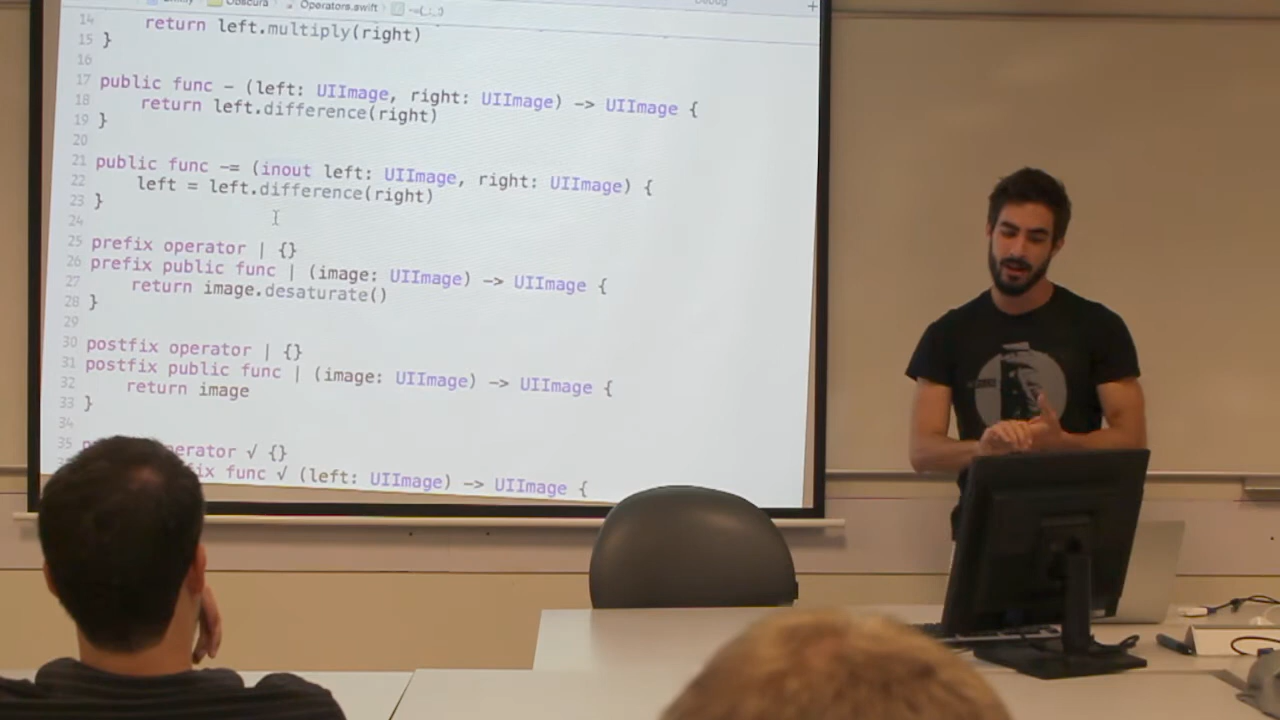 Obscura Operators.swift
14 return left.multiply(right)
15 }
16
17 public func - (left: UIImage, right: UIImage) -> UIImage {
18 return left.difference(right)
19 }
20
21 public func -= (inout left: UIImage, right: UIImage) {
22 left = left.difference(right)
23 }
24
25 prefix operator | {}
26 prefix public func | (image: UIImage) -> UIImage {
27 return image.desaturate()
28 }
29
30 postfix operator | {}
31 postfix public func | (image: UIImage) -> UIImage {
32 return image
33 }
34
35 √ {}
func √ (left: UIImage) -> UIImage {